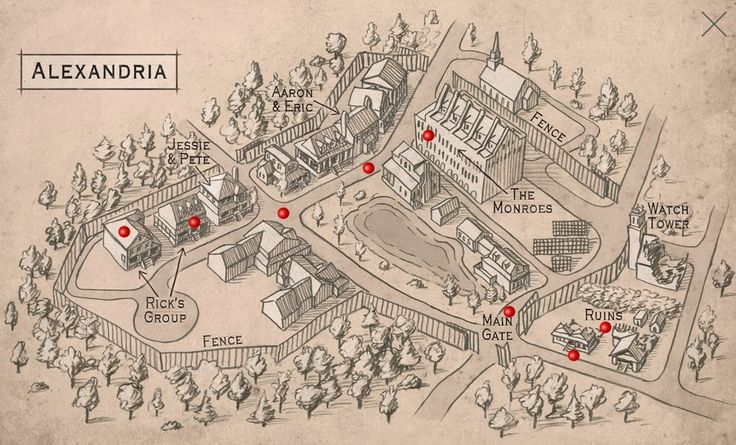 ALEXANDRIA
AARON
& ERIC
JESSIE
& PETE
FENCE
THE
MONROES
WATCH
TOWER
RICK'S
GROUP
MAIN
GATE
RUINS
FENCE